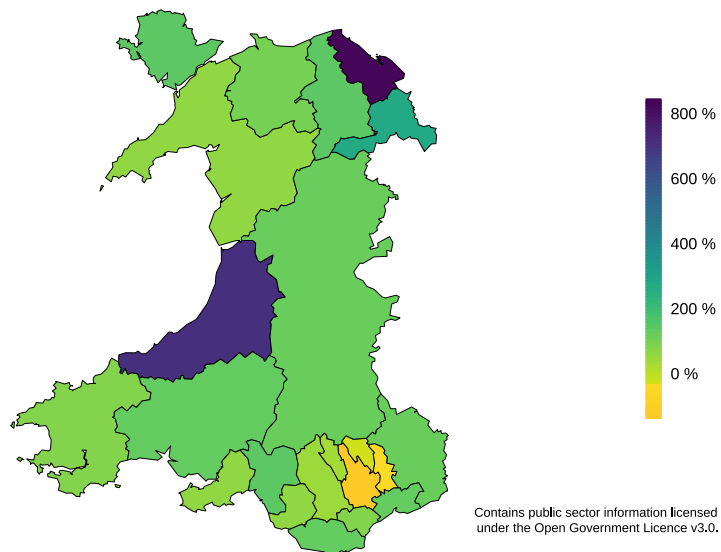 800 %
600 %
400 %
200 %
0 %
Contains public sector information licensed
under the Open Government Licence v3.0.